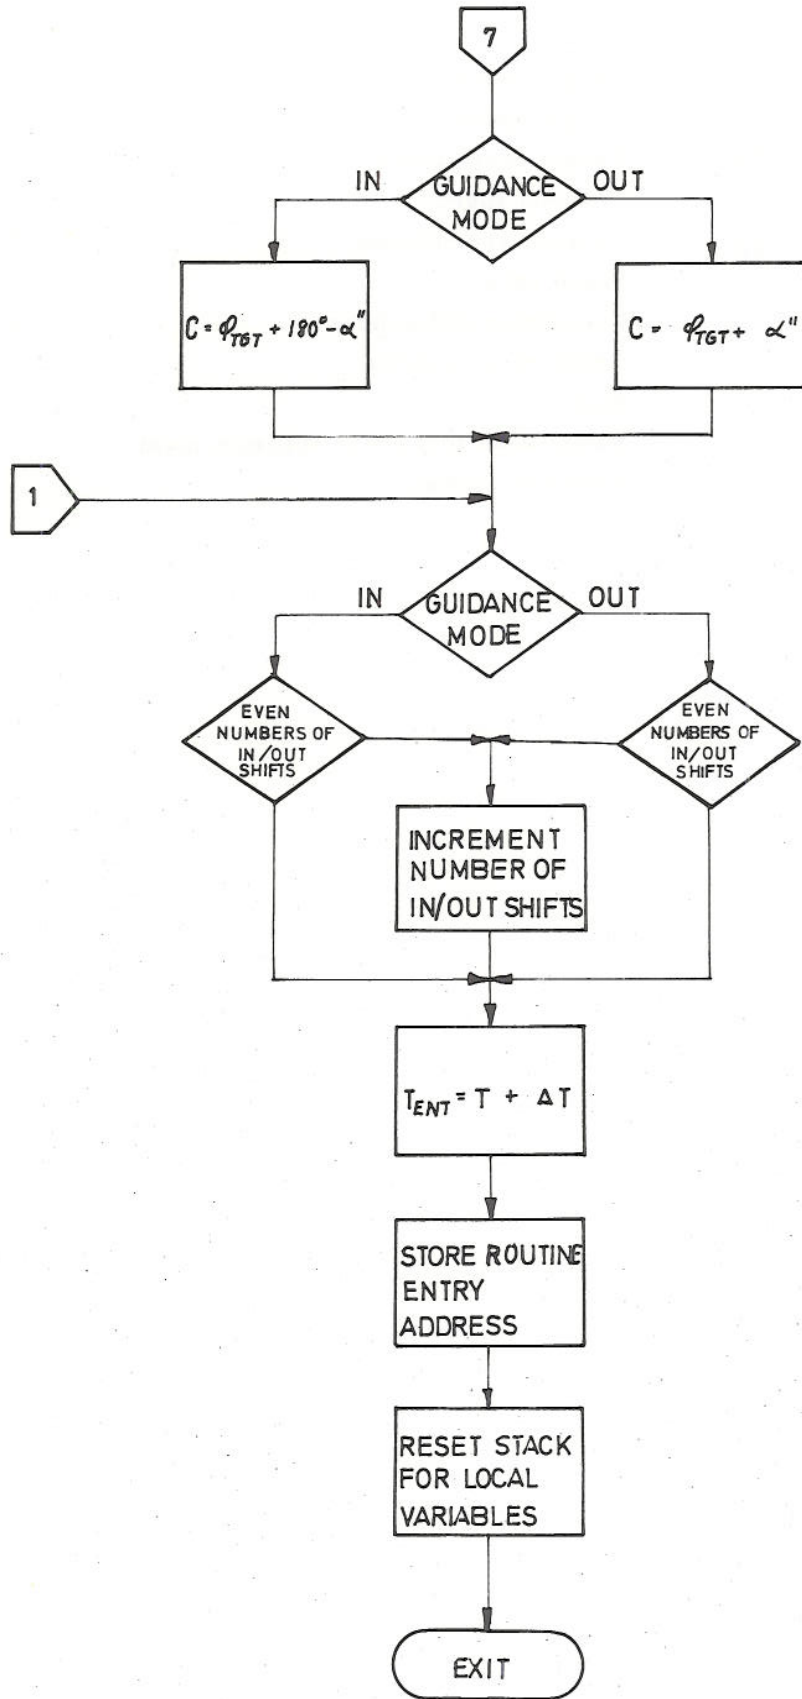 7
IN
GUIDANCE
MODE
OUT
C = φTGT + 180° - α"
C = φTGT + α"
1
IN
GUIDANCE
MODE
OUT
EVEN
NUMBERS OF
IN/OUT
SHIFTS
EVEN
NUMBERS OF
IN/OUT
SHIFTS
INCREMENT
NUMBER OF
IN/OUT SHIFTS
TENT = T + ΔT
STORE ROUTINE
ENTRY
ADDRESS
RESET STACK
FOR LOCAL
VARIABLES
EXIT